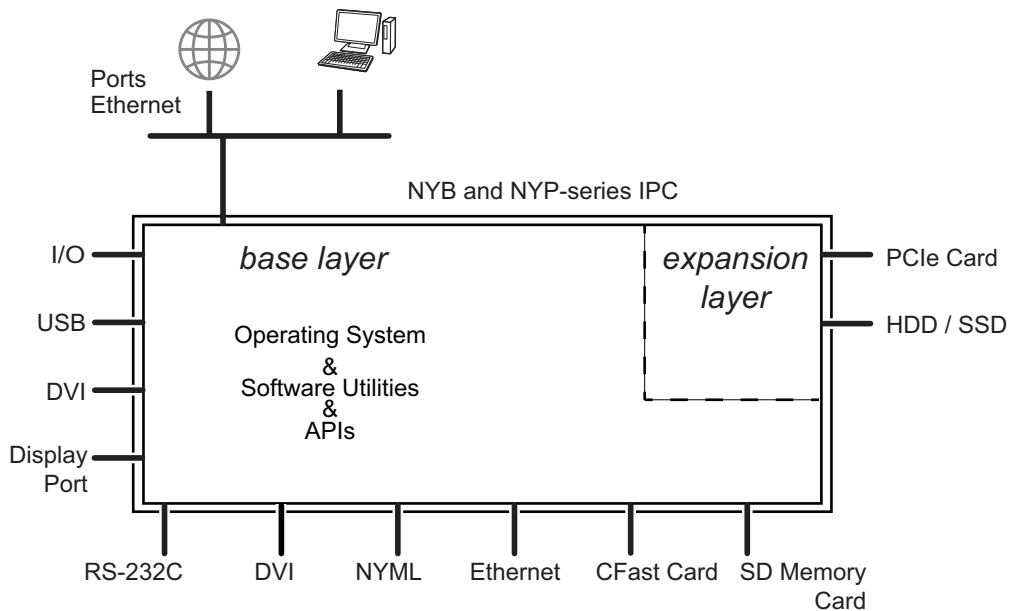 Ports
Ethernet
NYB and NYP-series IPC
I/O
USB
DVI
Display
Port
base layer
Operating System
&
Software Utilities
&
APIs
expansion
layer
PCIe Card
HDD / SSD
RS-232C
DVI
NYML
Ethernet
CFast Card
SD Memory
Card